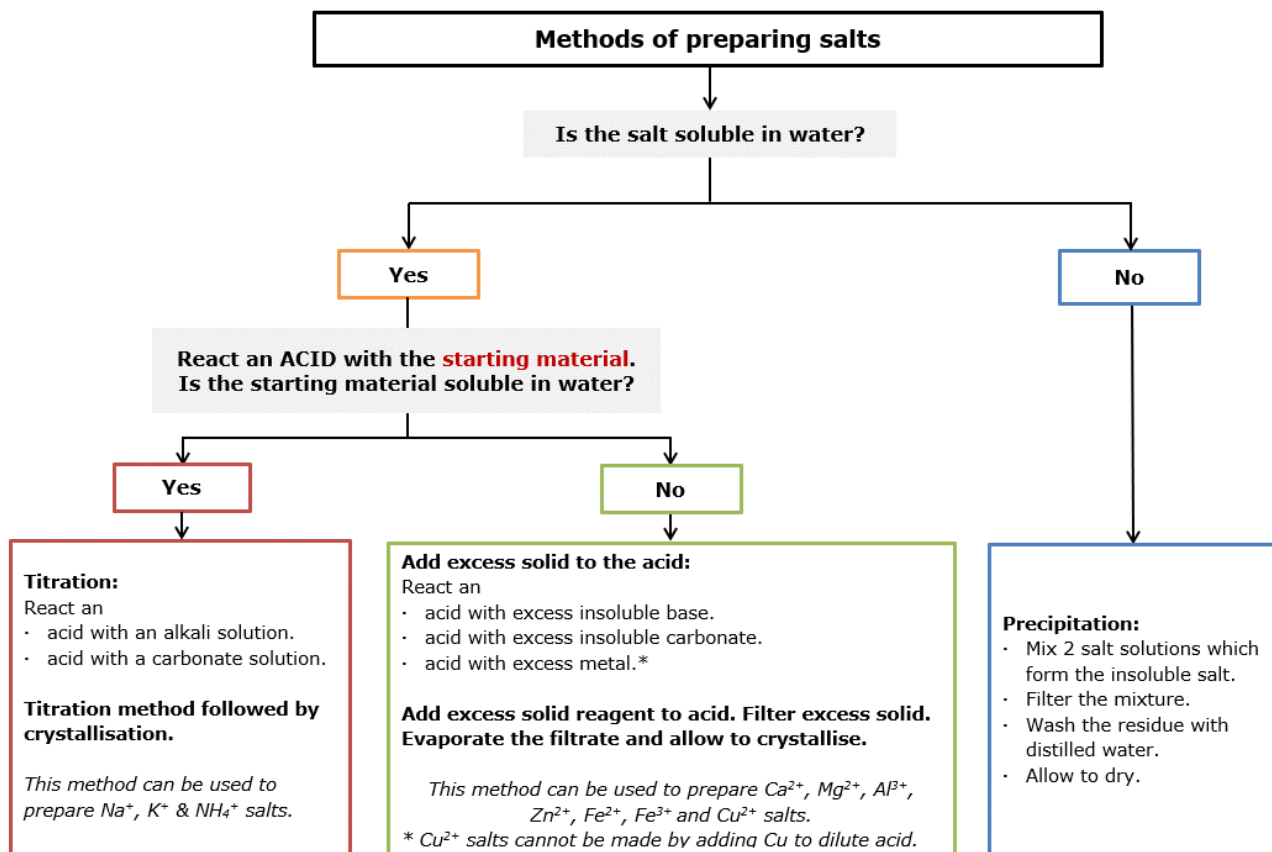 Methods of preparing salts
Is the salt soluble in water?
Yes
No
React an ACID with the starting material.
Is the starting material soluble in water?
Yes
No
Titration:
React an
· acid with an alkali solution.
· acid with a carbonate solution.
Titration method followed by
crystallisation.
This method can be used to
prepare Na⁺, K⁺ & NH₄⁺ salts.
Add excess solid to the acid:
React an
· acid with excess insoluble base.
· acid with excess insoluble carbonate.
· acid with excess metal.*
Add excess solid reagent to acid. Filter excess solid.
Evaporate the filtrate and allow to crystallise.
This method can be used to prepare Ca²⁺, Mg²⁺, Al³⁺,
Zn²⁺, Fe²⁺, Fe³⁺ and Cu²⁺ salts.
* Cu²⁺ salts cannot be made by adding Cu to dilute acid.
Precipitation:
· Mix 2 salt solutions which
form the insoluble salt.
· Filter the mixture.
· Wash the residue with
distilled water.
· Allow to dry.